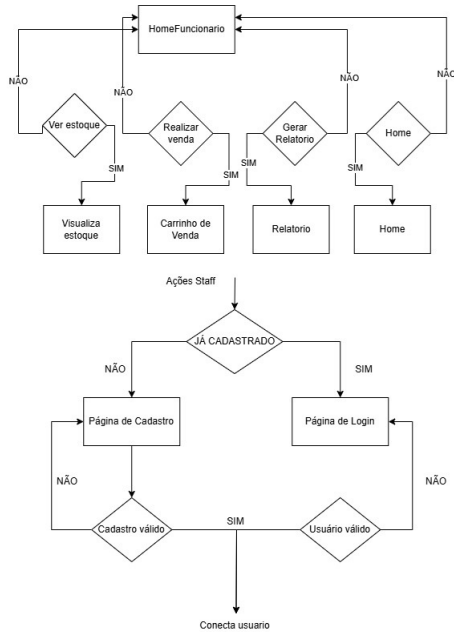 HomeFuncionario
NÃO
NÃO
NÃO
NÃO
Ver estoque
Realizar
venda
Gerar
Relatorio
Home
SIM
SIM
SIM
SIM
Visualiza
estoque
Carrinho de
Venda
Relatorio
Home
Ações Staff
JÁ CADASTRADO
NÃO
SIM
Página de Cadastro
Página de Login
NÃO
NÃO
Cadastro válido
SIM
Usuário válido
Conecta usuario